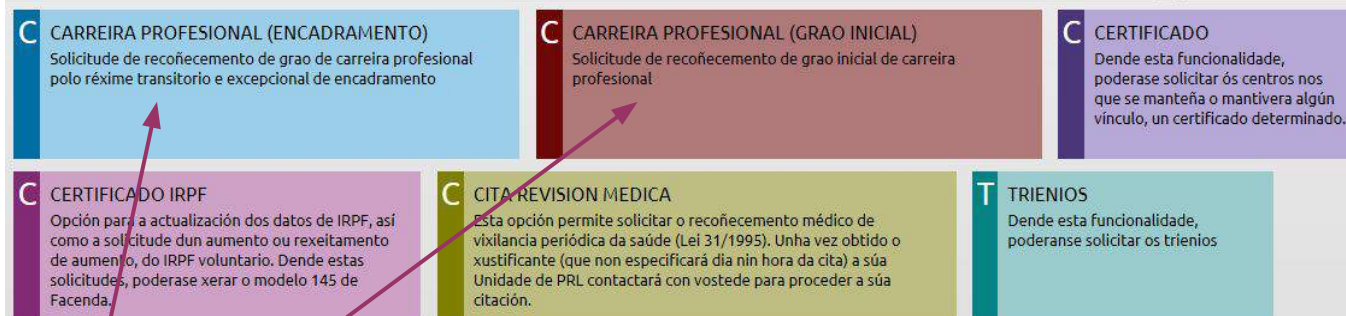 C CARREIRA PROFESIONAL (ENCADRAMENTO)
Solicitude de recoñecemento de grao de carreira profesional
polo réxime transitorio e excepcional de encadramento
C CARREIRA PROFESIONAL (GRAO INICIAL)
Solicitude de recoñecemento de grao inicial de carreira
profesional
C CERTIFICADO
Dende esta funcionalidade,
poderase solicitar ós centros nos
que se manteña o mantivera algún
vínculo, un certificado determinado.
C CERTIFICADO IRPF
Opción para a actualización dos datos de IRPF, así
como a solicitude dun aumento ou rexeitamento
de aumento, do IRPF voluntario. Dende estas
solicitudes, poderase xerar o modelo 145 de
Facenda.
C CITA REVISION MEDICA
Esta opción permite solicitar o recoñecemento médico de
vixilancia periódica da saúde (Lei 31/1995). Unha vez obtido o
xustificante (que non especificará dia nin hora da cita) a súa
Unidade de PRL contactará con vostede para proceder a súa
citación.
T TRIENIOS
Dende esta funcionalidade,
poderanse solicitar os trienios